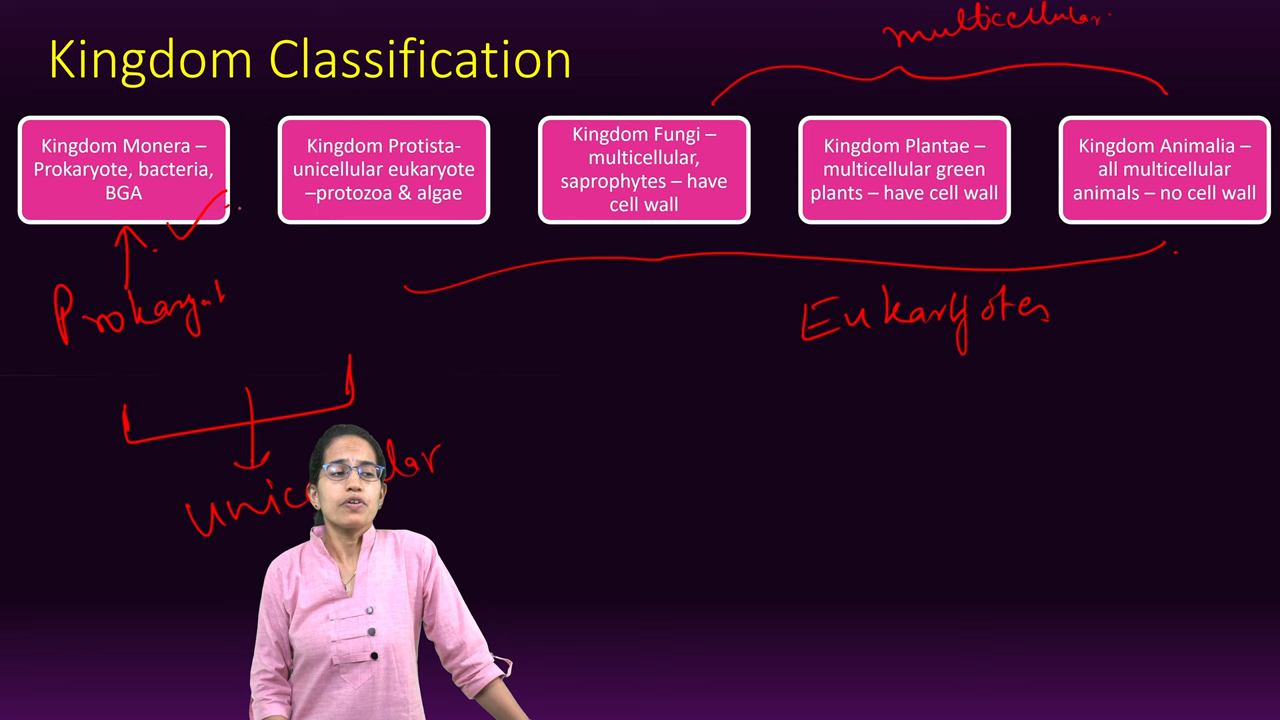 multicellular.
Kingdom Classification
Kingdom Monera –
Prokaryote, bacteria,
BGA
Kingdom Protista-
unicellular eukaryote
–protozoa & algae
Kingdom Fungi –
multicellular,
saprophytes – have
cell wall
Kingdom Plantae –
multicellular green
plants – have cell wall
Kingdom Animalia –
all multicellular
animals – no cell wall
Eukaryotes